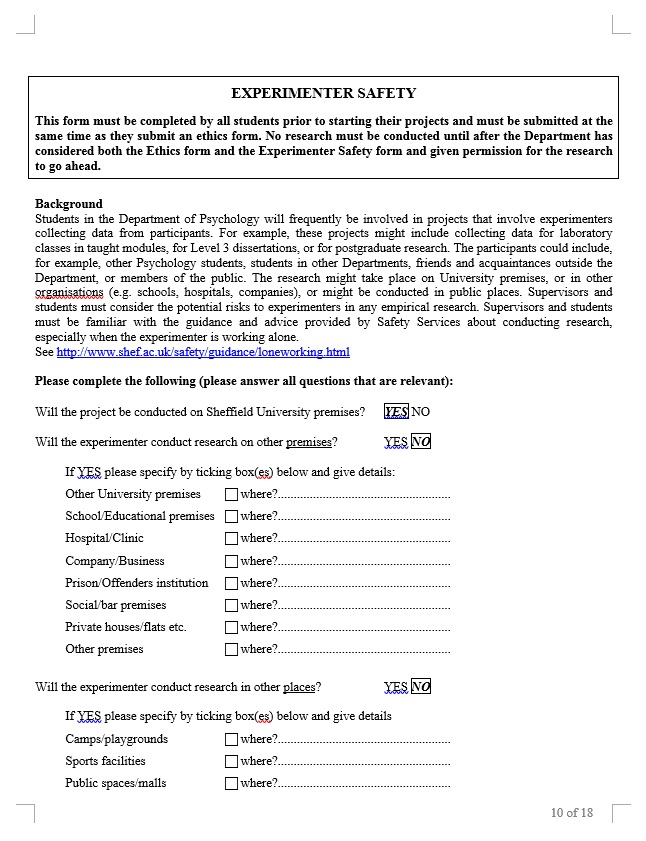 EXPERIMENTER SAFETY
This form must be completed by all students prior to starting their projects and must be submitted at the
same time as they submit an ethics form. No research must be conducted until after the Department has
considered both the Ethics form and the Experimenter Safety form and given permission for the research
to go ahead.
Background
Students in the Department of Psychology will frequently be involved in projects that involve experimenters
collecting data from participants. For example, these projects might include collecting data for laboratory
classes in taught modules, for Level 3 dissertations, or for postgraduate research. The participants could include,
for example, other Psychology students, students in other Departments, friends and acquaintances outside the
Department, or members of the public. The research might take place on University premises, or in other
organisations (e.g. schools, hospitals, companies), or might be conducted in public places. Supervisors and
students must consider the potential risks to experimenters in any empirical research. Supervisors and students
must be familiar with the guidance and advice provided by Safety Services about conducting research,
especially when the experimenter is working alone.
See http://www.shef.ac.uk/safety/guidance/loneworking.html
Please complete the following (please answer all questions that are relevant):
Will the project be conducted on Sheffield University premises? YES NO
Will the experimenter conduct research on other premises? YES NO
If YES please specify by ticking box(es) below and give details:
Other University premises where?......................................................
School/Educational premises where?......................................................
Hospital/Clinic where?......................................................
Company/Business where?......................................................
Prison/Offenders institution where?......................................................
Social/bar premises where?......................................................
Private houses/flats etc. where?......................................................
Other premises where?......................................................
Will the experimenter conduct research in other places? YES NO
If YES please specify by ticking box(es) below and give details
Camps/playgrounds where?......................................................
Sports facilities where?......................................................
Public spaces/malls where?......................................................
10 of 18